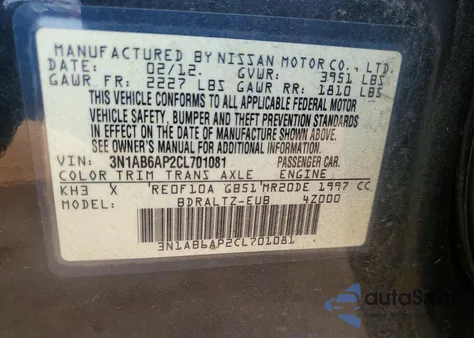 MANUFACTURED BY NISSAN MOTOR CO., LTD.
DATE 02/12. GVWR: 3951 LBS
GAWR FR: 2227 LBS GAWR RR: 1810 LBS
THIS VEHICLE CONFORMS TO ALL APPLICABLE FEDERAL MOTOR
VEHICLE SAFETY, BUMPER AND THEFT PREVENTION STANDARDS
IN EFFECT ON THE DATE OF MANUFACTURE SHOWN ABOVE.
SEE OWNER'S MANUAL FOR ADDITIONAL INFORMATION
VIN: 3N1AB6AP2CL701081 PASSENGER CAR.
COLOR TRIM TRANS AXLE ENGINE
KH3 X RE0F10A GB51 MR20DE 1997 CC
MODEL: BDRALTZ-EUB 4Z000
3N1AB6AP2CL701081